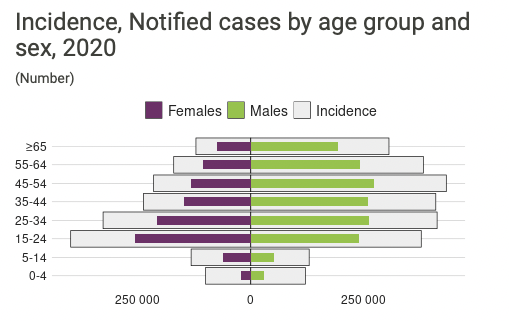 Incidence, Notified cases by age group and
sex, 2020
(Number)
Females Males Incidence
≥65
55-64
45-54
35-44
25-34
15-24
5-14
0-4
250 000 0 250 000